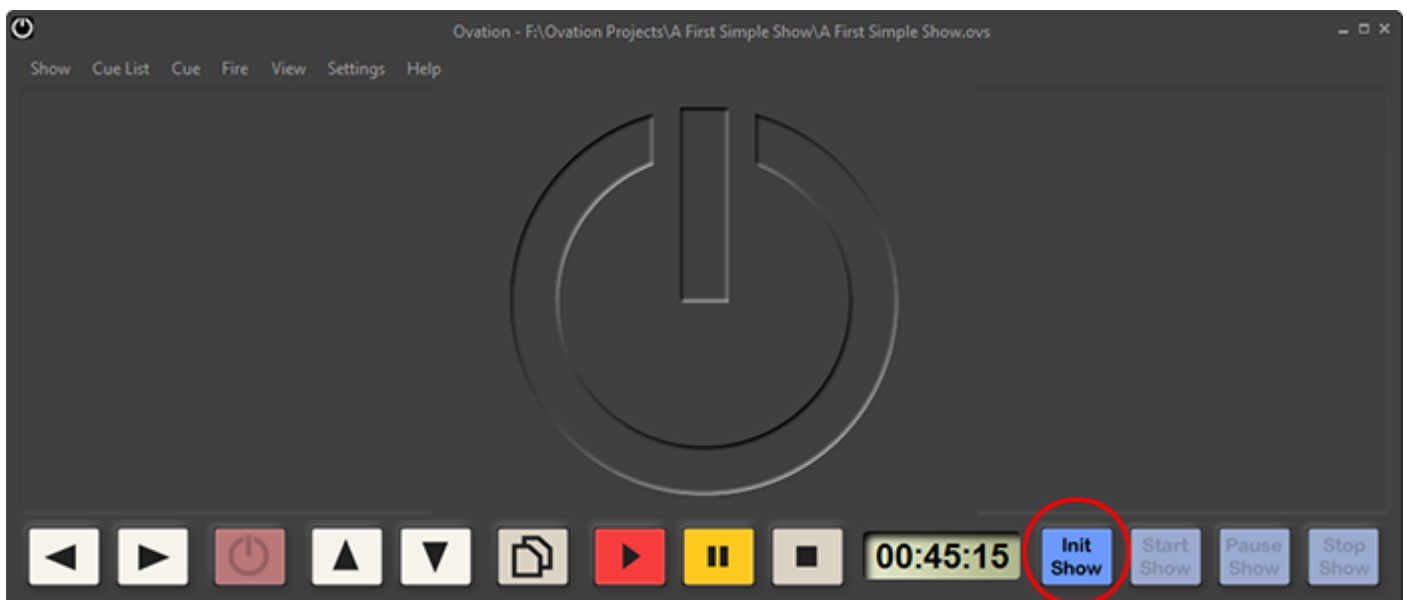 Ovation - F:\Ovation Projects\A First Simple Show\A First Simple Show.ovs
Show Cue List Cue Fire View Settings Help
00:45:15
Init
Show
Start
Show
Pause
Show
Stop
Show